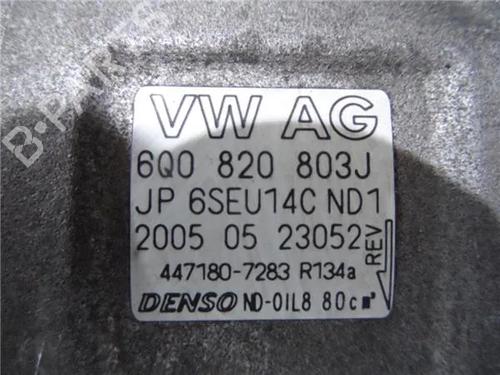 VW AG
6Q0 820 803J
JP 6SEU14C ND1
2005 05 23052
REV
447180-7283 R134a
DENSO ND-OIL8 80cm³
B-PARTS